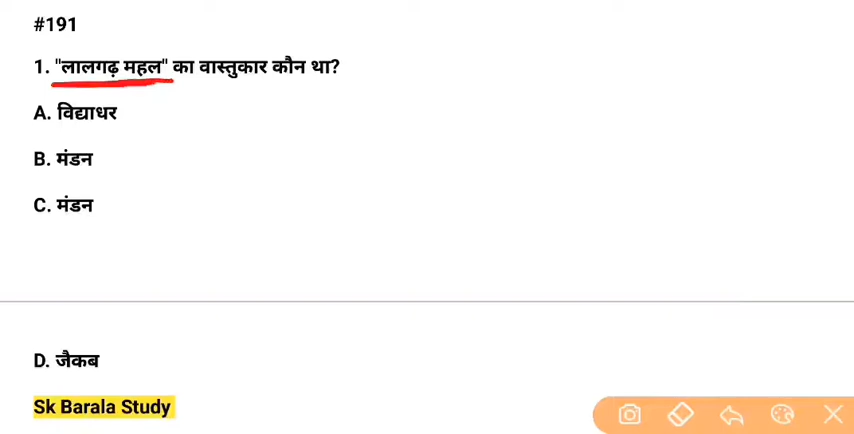 #191
1. "लालगढ़ महल" का वास्तुकार कौन था?
A. विद्याधर
B. मंडन
C. मंडन
D. जैकब
Sk Barala Study